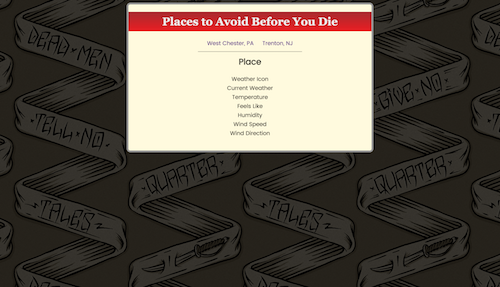 Places to Avoid Before You Die
West Chester, PA Trenton, NJ
Place
Weather Icon
Current Weather
Temperature
Feels Like
Humidity
Wind Speed
Wind Direction
DEAD MEN
TELL NO
TALES
QUARTER
TALES
GIVE NO
QUARTER